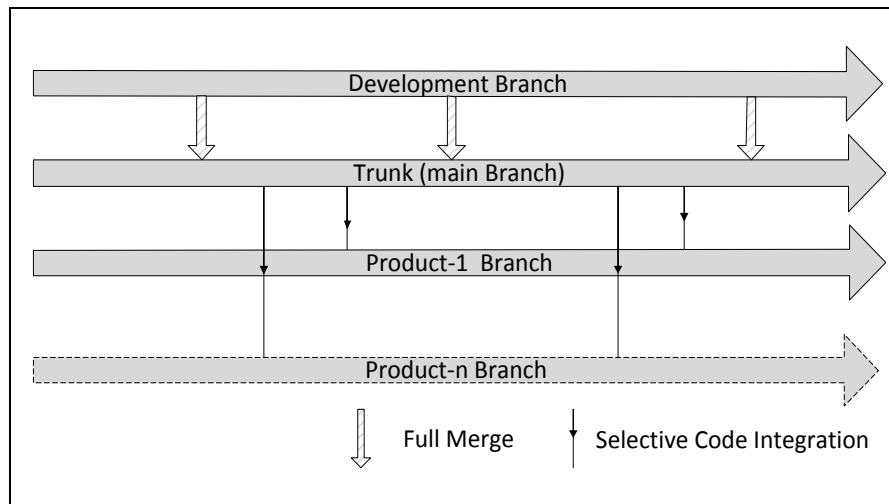 Development Branch
Trunk (main Branch)
Product-1 Branch
Product-n Branch
Full Merge
Selective Code Integration